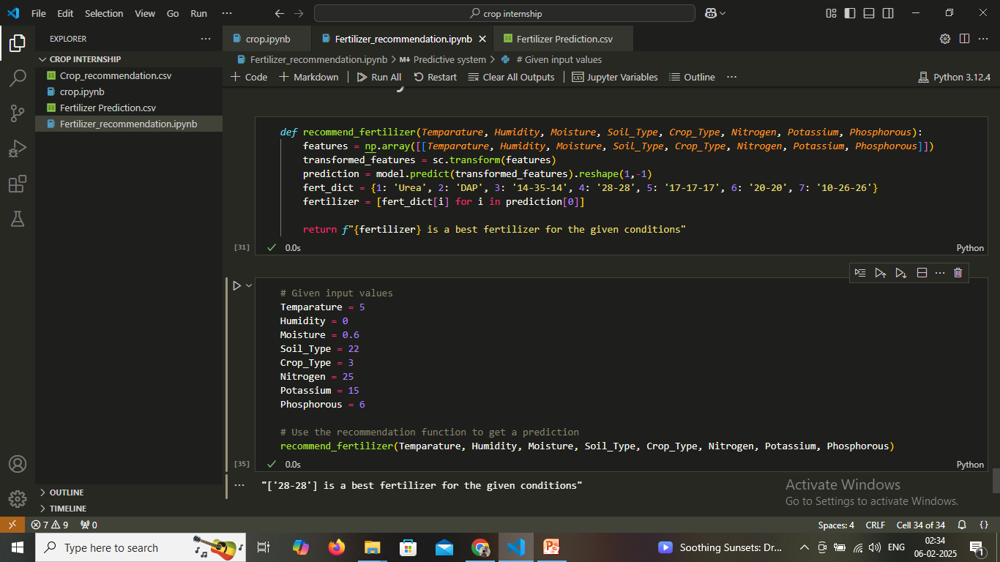 File Edit Selection View Go Run ··· crop internship
EXPLORER ···
CROP INTERNSHIP
Crop_recommendation.csv
crop.ipynb
Fertilizer Prediction.csv
Fertilizer_recommendation.ipynb
OUTLINE
TIMELINE
crop.ipynb Fertilizer_recommendation.ipynb Fertilizer Prediction.csv
Fertilizer_recommendation.ipynb > M↓ Predictive system > # Given input values
+ Code + Markdown Run All Restart Clear All Outputs Jupyter Variables Outline ··· Python 3.12.4
def recommend_fertilizer(Temparature, Humidity, Moisture, Soil_Type, Crop_Type, Nitrogen, Potassium, Phosphorous):
features = np.array([[Temparature, Humidity, Moisture, Soil_Type, Crop_Type, Nitrogen, Potassium, Phosphorous]])
transformed_features = sc.transform(features)
prediction = model.predict(transformed_features).reshape(1,-1)
fert_dict = {1: 'Urea', 2: 'DAP', 3: '14-35-14', 4: '28-28', 5: '17-17-17', 6: '20-20', 7: '10-26-26'}
fertilizer = [fert_dict[i] for i in prediction[0]]
return f"{fertilizer} is a best fertilizer for the given conditions"
[31] 0.0s Python
# Given input values
Temparature = 5
Humidity = 0
Moisture = 0.6
Soil_Type = 22
Crop_Type = 3
Nitrogen = 25
Potassium = 15
Phosphorous = 6
# Use the recommendation function to get a prediction
recommend_fertilizer(Temparature, Humidity, Moisture, Soil_Type, Crop_Type, Nitrogen, Potassium, Phosphorous)
[35] 0.0s Python
··· "['28-28'] is a best fertilizer for the given conditions"
Activate Windows
Go to Settings to activate Windows.
7 9 0 Spaces: 4 CRLF Cell 34 of 34 {}
Type here to search Soothing Sunsets: Dr... ENG 02:34
06-02-2025 1